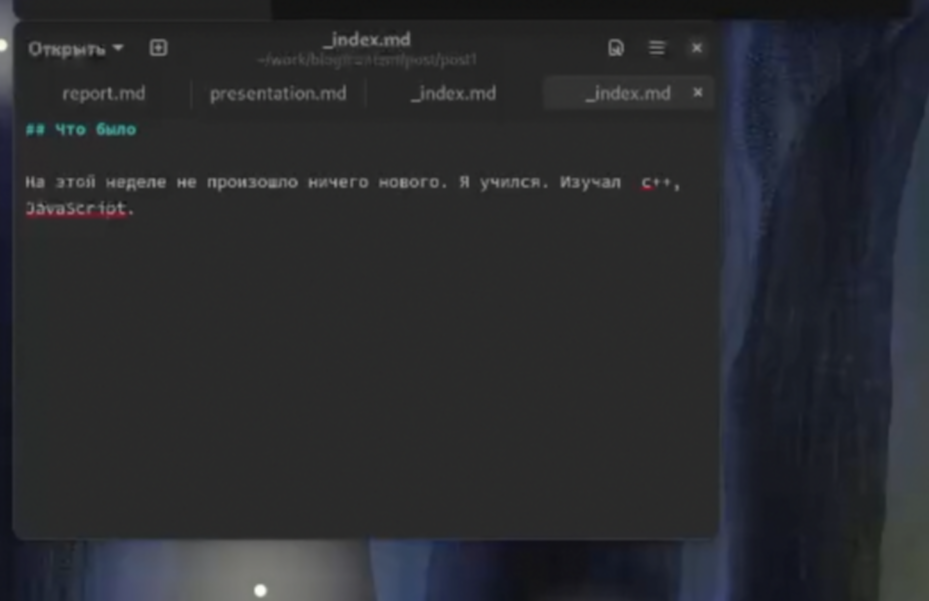 Открыть
_index.md
report.md
presentation.md
_index.md
_index.md
## Что было
На этой неделе не произошло ничего нового. Я учился. Изучал c++,
JavaScript.